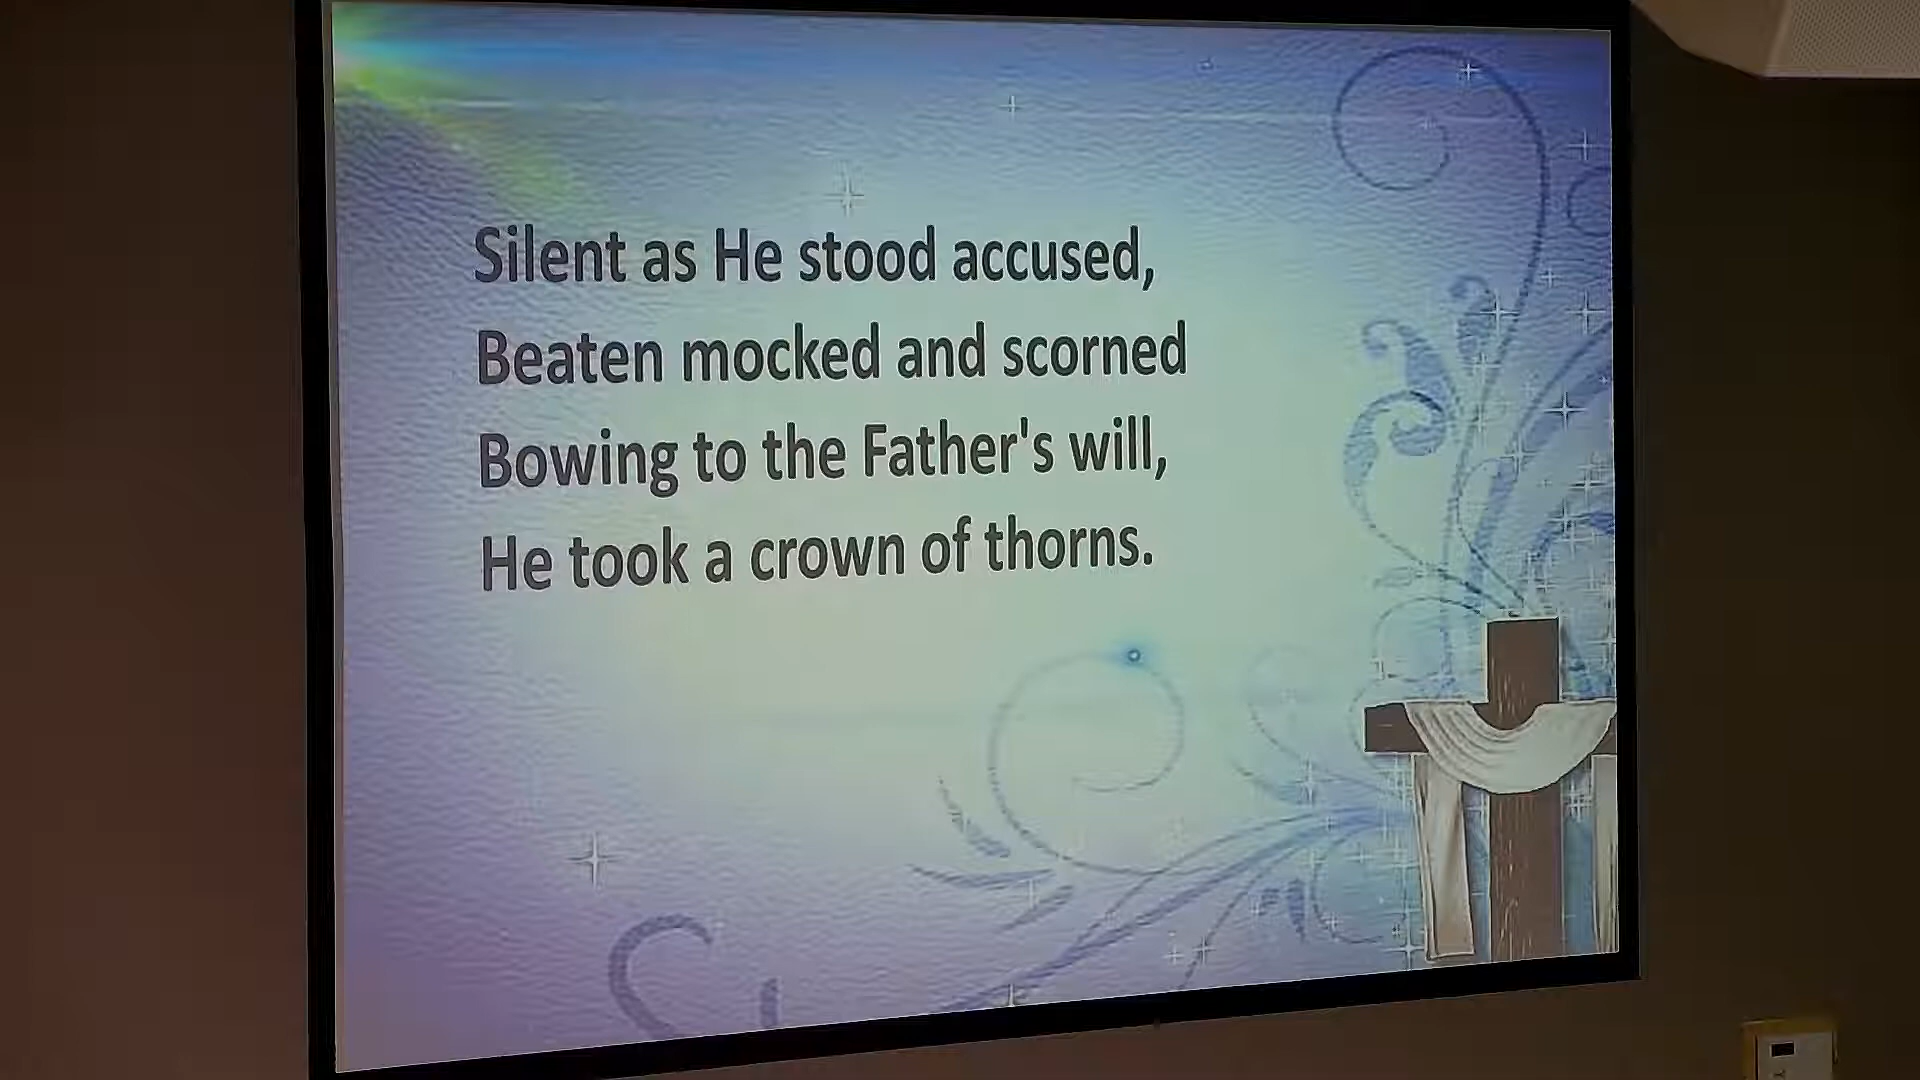 Silent as He stood accused,
Beaten mocked and scorned
Bowing to the Father's will,
He took a crown of thorns.